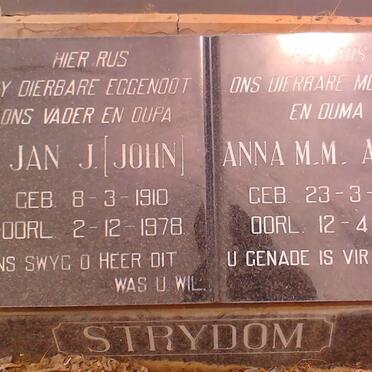 HIER RUS
DIERBARE EGGENOOT
ONS VADER EN OUPA
JAN J. [JOHN]
GEB. 8-3-1910
OORL. 2-12-1978.
SWYG O HEER DIT
WAS U WIL.
ONS DIERBARE
EN OUMA
ANNA M.M.
GEB. 23-3-
OORL. 12-4
U GENADE IS VIR
STRYDOM